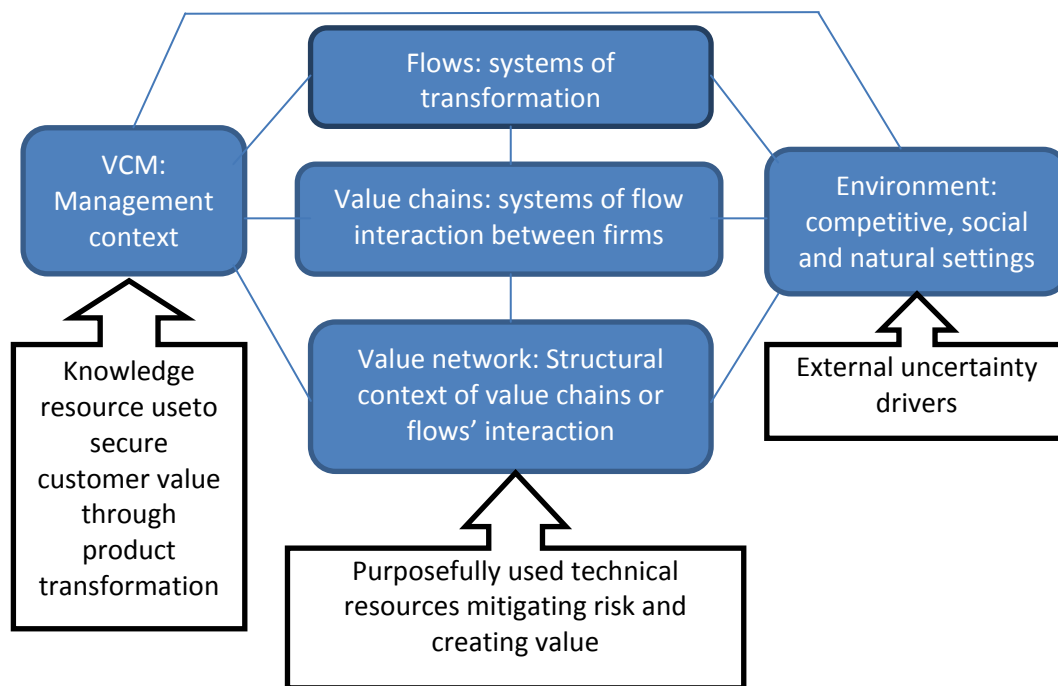 Flows: systems of
transformation
VCM:
Management
context
Value chains: systems of flow
interaction between firms
Environment:
competitive, social
and natural settings
Value network: Structural
context of value chains or
flows’ interaction
Knowledge
resource useto
secure
customer value
through
product
transformation
External uncertainty
drivers
Purposefully used technical
resources mitigating risk and
creating value